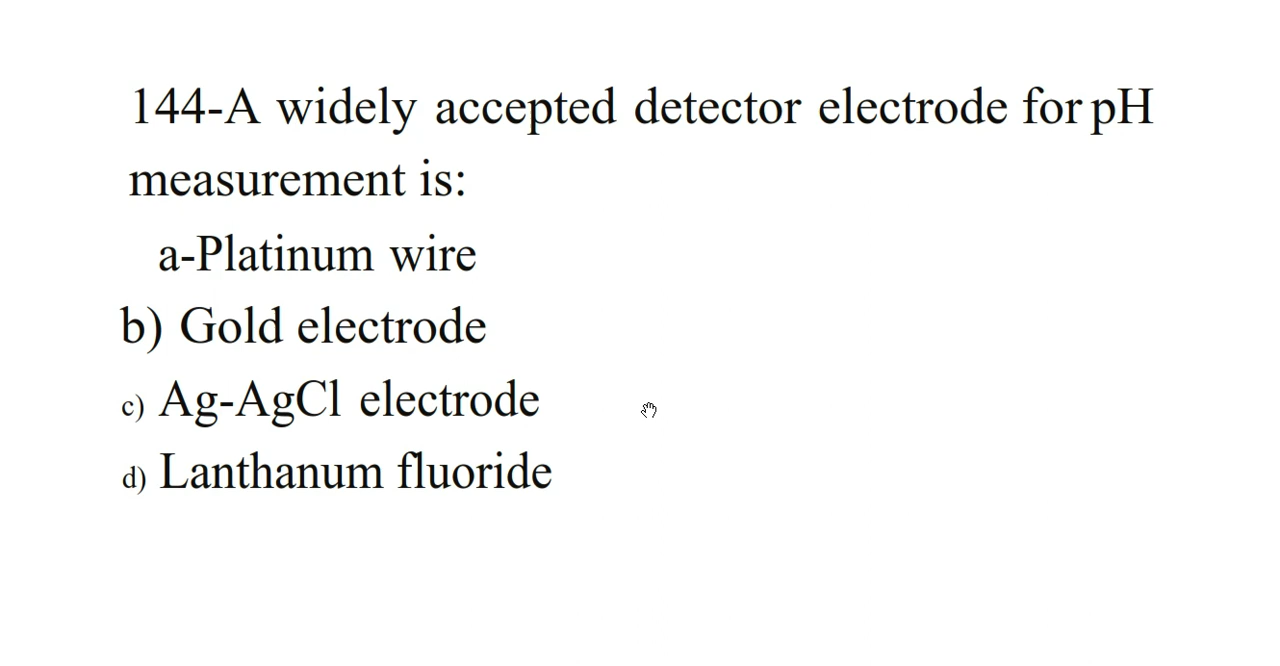 144-A widely accepted detector electrode for pH
measurement is:
a-Platinum wire
b) Gold electrode
c) Ag-AgCl electrode
d) Lanthanum fluoride